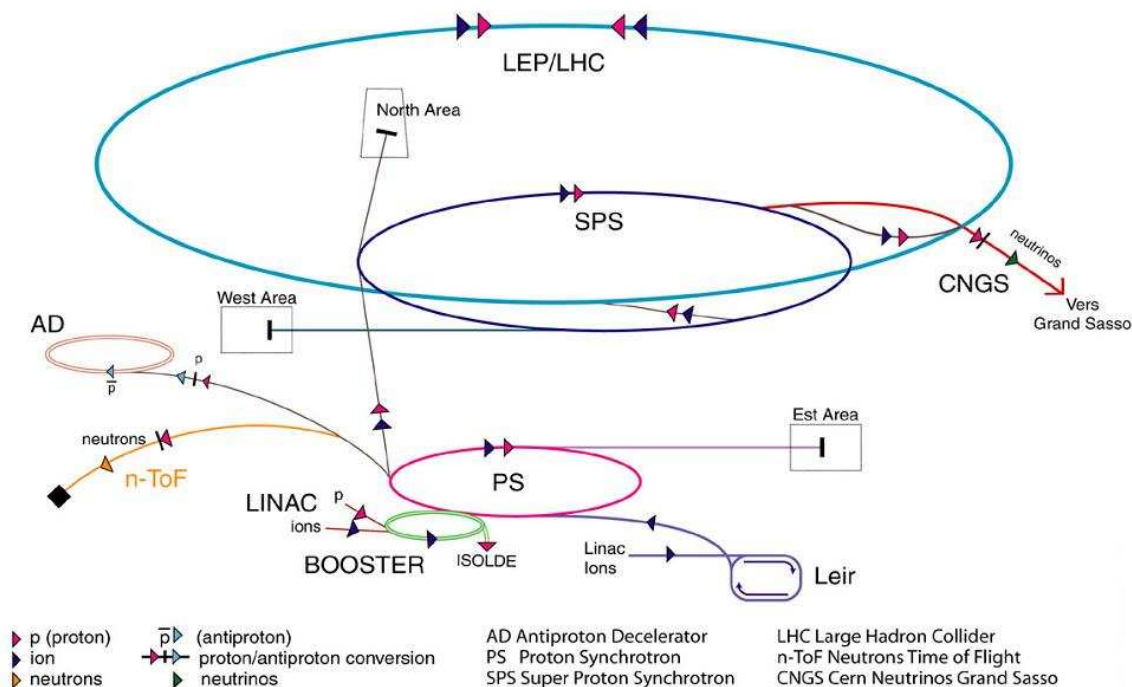 LEP/LHC
North Area
SPS
neutrinos
CNGS
Vers
Grand Sasso
West Area
AD
p
p̅
Est Area
neutrons
n-ToF
PS
LINAC
p
ions
BOOSTER
ISOLDE
Linac
Ions
Leir
p (proton)
ion
neutrons
p̅ (antiproton)
proton/antiproton conversion
neutrinos
AD Antiproton Decelerator
PS Proton Synchrotron
SPS Super Proton Synchrotron
LHC Large Hadron Collider
n-ToF Neutrons Time of Flight
CNGS Cern Neutrinos Grand Sasso